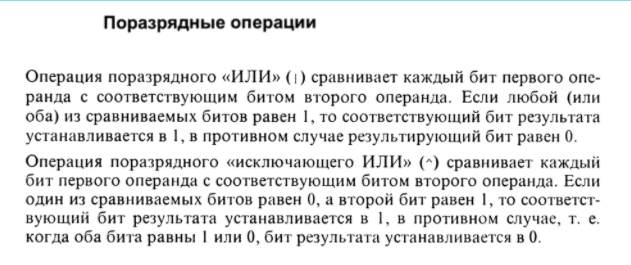 Поразрядные операции
Операция поразрядного «ИЛИ» (|) сравнивает каждый бит первого опе-
ранда с соответствующим битом второго операнда. Если любой (или
оба) из сравниваемых битов равен 1, то соответствующий бит результата
устанавливается в 1, в противном случае результирующий бит равен 0.
Операция поразрядного «исключающего ИЛИ» (^) сравнивает каждый
бит первого операнда с соответствующим битом второго операнда. Если
один из сравниваемых битов равен 0, а второй бит равен 1, то соответст-
вующий бит результата устанавливается в 1, в противном случае, т. е.
когда оба бита равны 1 или 0, бит результата устанавливается в 0.